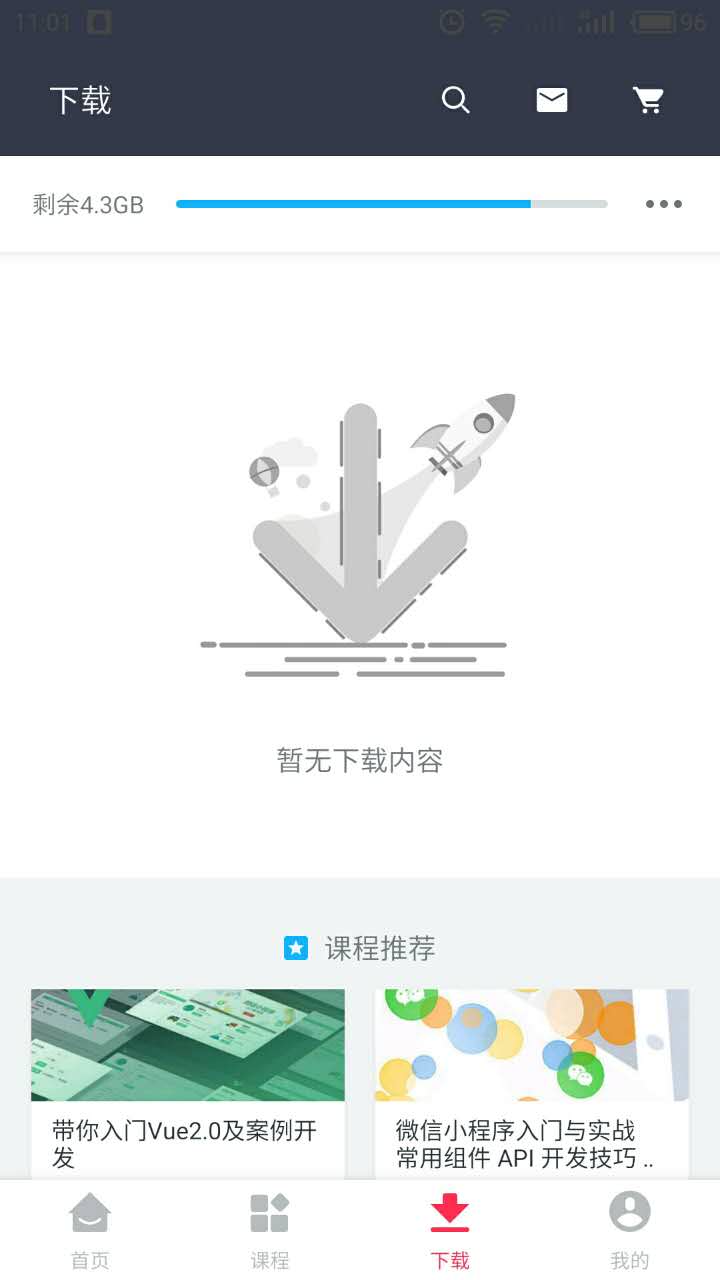 11:01
96
下载
剩余4.3GB
暂无下载内容
课程推荐
带你入门Vue2.0及案例开
发
微信小程序入门与实战
常用组件 API 开发技巧 ..
首页
课程
下载
我的